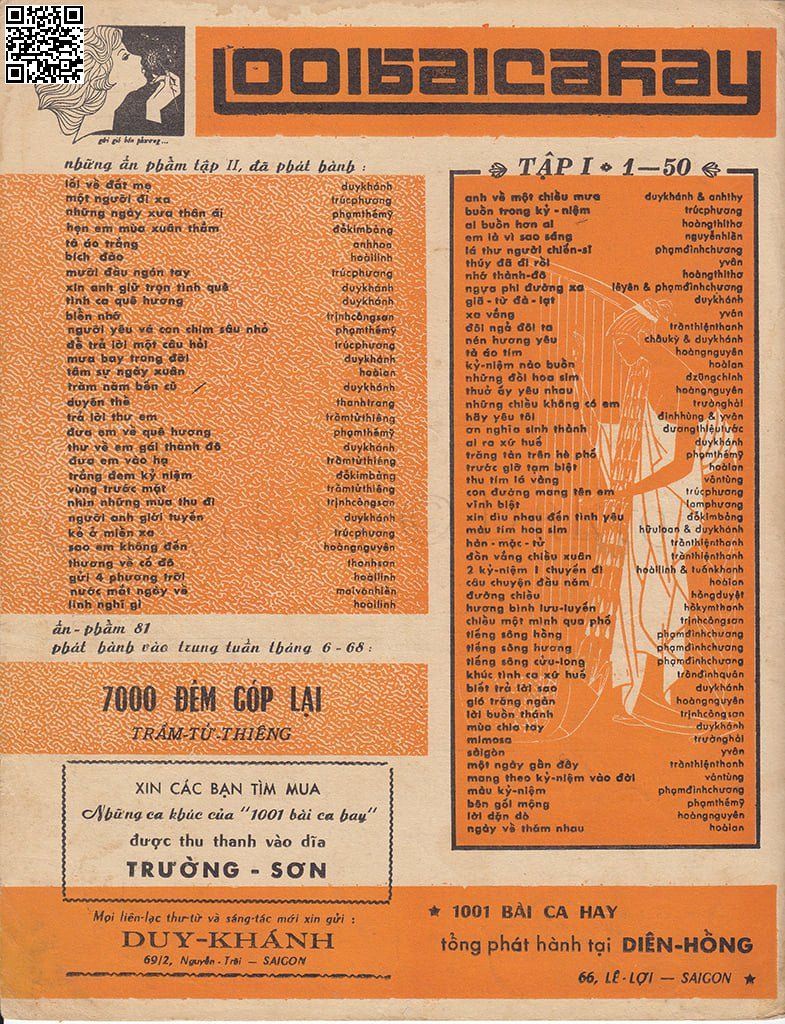 1001 bài ca hay
gửi gió bốn phương...
những ấn phẩm tập II, đã phát hành :
lối về đất mẹ duykhánh
một người đi xa trúcphương
những ngày xưa thân ái phạmthếmỹ
hẹn em mùa xuân thắm đỗkimbảng
tà áo trắng anhhoa
bích đào hoàilinh
mười đầu ngón tay trúcphương
xin anh giữ trọn tình quê duykhánh
tình ca quê hương duykhánh
biển nhớ trịnhcôngsơn
người yêu và con chim sâu nhỏ phạmthếmỹ
để trả lời một câu hỏi trúcphương
mưa bay trong đời duykhánh
tâm sự ngày xuân hoàian
trăm năm bến cũ duykhánh
duyên thề thanhtrang
trả lời thư em trầmtửthiêng
đưa em về quê hương phạmthếmỹ
thư về em gái thành đô duykhánh
đưa em vào hạ trầmtửthiêng
trắng đêm kỷ niệm đỗkimbảng
vùng trước mặt trầmtửthiêng
nhìn những mùa thu đi trịnhcôngsơn
người anh giới tuyến duykhánh
kẻ ở miền xa trúcphương
sao em không đến hoàngnguyên
thương về cố đô thanhsơn
gửi 4 phương trời hoàilinh
nước mắt ngày về maivănhiền
lính nghĩ gì hoàilinh
ấn-phẩm 81
phát hành vào trung tuần tháng 6-68 :
7000 ĐÊM GÓP LẠI
TRẦM-TỬ-THIÊNG
XIN CÁC BẠN TÌM MUA
Những ca khúc của "1001 bài ca hay"
được thu thanh vào dĩa
TRƯỜNG - SƠN
Mọi liên-lạc thư-từ và sáng-tác mới xin gửi :
DUY-KHÁNH
69/2, Nguyễn-Trãi — SAIGON
TẬP I ◆ 1—50
anh về một chiều mưa duykhánh & anhthy
buồn trong kỷ-niệm trúcphương
ai buồn hơn ai hoàngthithơ
em là vì sao sáng nguyễnhiền
lá thư người chiến-sĩ phạmđìnhchương
thúy đã đi rồi yvân
nhớ thành-đô hoàngthithơ
ngựa phi đường xa lêyên & phạmđìnhchương
giã-từ đà-lạt duykhánh
xa vắng yvân
đôi ngả đôi ta trầnthiệnthanh
nén hương yêu châukỳ & duykhánh
tà áo tím hoàngnguyên
kỷ-niệm nào buồn hoàian
những đồi hoa sim dzũngchinh
thuở ấy yêu nhau hoàngnguyên
những chiều không có em trườnghải
hãy yêu tôi đinhhùng & yvân
ơn nghĩa sinh thành dươngthiệutước
ai ra xứ huế duykhánh
trăng tàn trên hè phố phạmthếmỹ
trước giờ tạm biệt hoàian
thu tím lá vàng văntùng
con đường mang tên em trúcphương
vĩnh biệt lamphương
xin dìu nhau đến tình yêu đỗkimbảng
màu tím hoa sim hữuloan & duykhánh
hàn-mặc-tử trầnthiệnthanh
đồn vắng chiều xuân trầnthiệnthanh
2 kỷ-niệm 1 chuyến đi hoàilinh & tuấnkhanh
câu chuyện đầu năm hoàian
đường chiều hồngduyệt
hương bình lưu-luyến hồkymthanh
chiều một mình qua phố trịnhcôngsơn
tiếng sông hồng phạmđìnhchương
tiếng sông hương phạmđìnhchương
tiếng sông cửu-long phạmđìnhchương
khúc tình ca xứ huế trầnđìnhquân
biết trả lời sao duykhánh
gió trăng ngàn hoàngnguyên
lời buồn thánh trịnhcôngsơn
mùa chia tay duykhánh
mimosa trườnghải
sàigòn yvân
một ngày gần đây trầnthiệnthanh
mang theo kỷ-niệm vào đời văntùng
màu kỷ-niệm phạmđìnhchương
bên gối mộng phạmthếmỹ
lời dặn dò hoàngnguyên
ngày về thăm nhau hoàian
★ 1001 BÀI CA HAY
tổng phát hành tại DIÊN-HỒNG
66, LÊ-LỢI — SAIGON ★